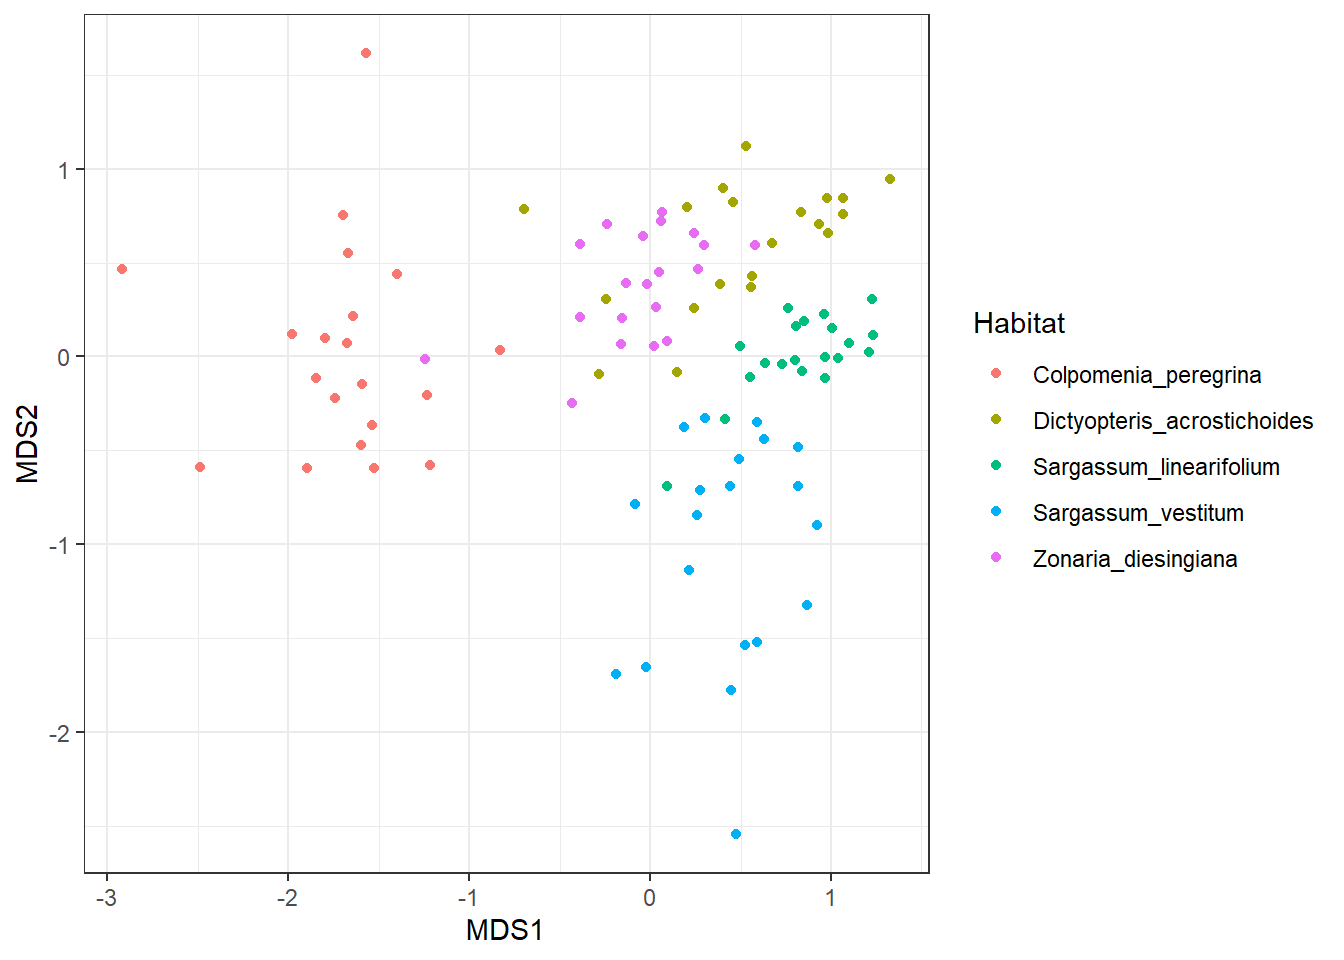 1
0
-1
-2
MDS2
-3
-2
-1
0
1
MDS1
Habitat
Colpomenia_peregrina
Dictyopteris_acrostichoides
Sargassum_linearifolium
Sargassum_vestitum
Zonaria_diesingiana